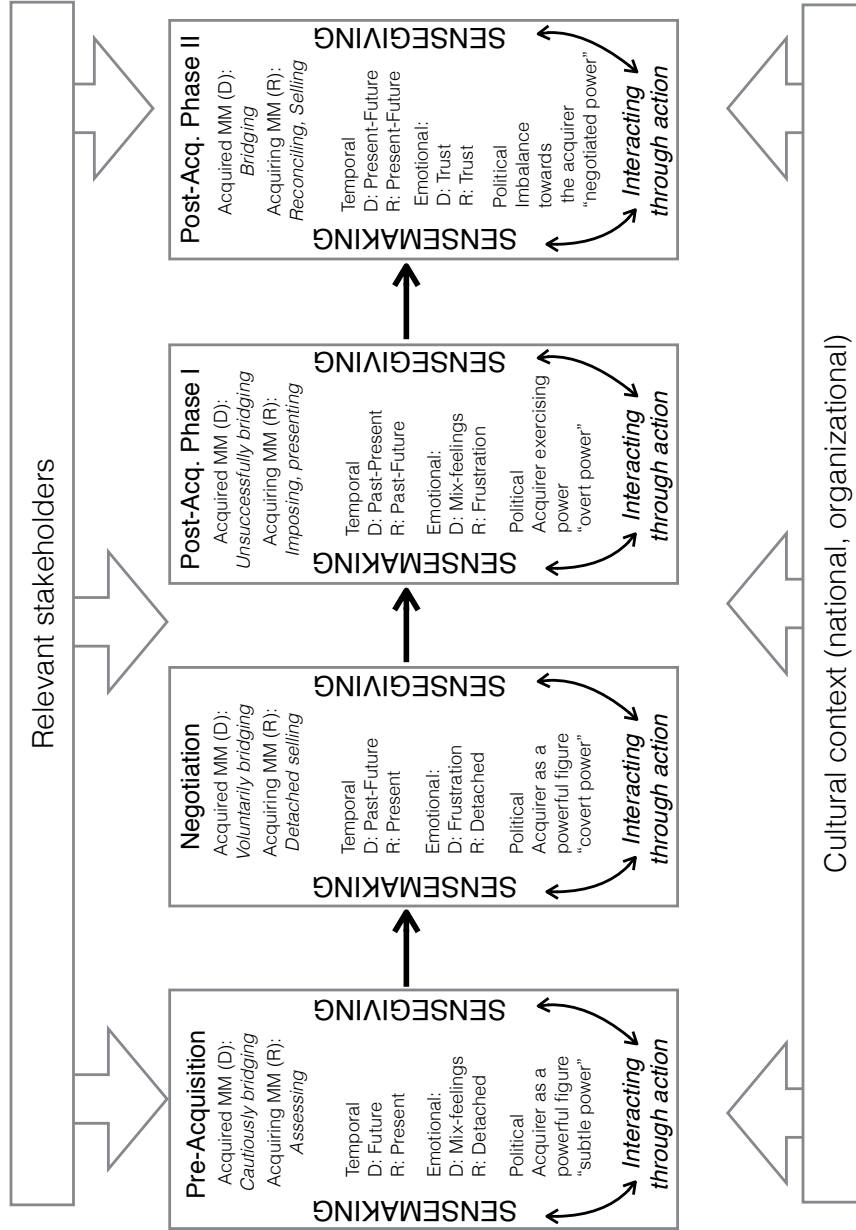 Relevant stakeholders
Pre-Acquisition
Acquired MM (D):
Cautiously bridging
Acquiring MM (R):
Assessing
SENSEMAKING
Temporal
D: Future
R: Present
Emotional:
D: Mix-feelings
R: Detached
Political
Acquirer as a
powerful figure
“subtle power”
SENSEGIVING
Interacting
through action
Negotiation
Acquired MM (D):
Voluntarily bridging
Acquiring MM (R):
Detached selling
SENSEMAKING
Temporal
D: Past-Future
R: Present
Emotional:
D: Frustration
R: Detached
Political
Acquirer as a
powerful figure
“covert power”
SENSEGIVING
Interacting
through action
Post-Acq. Phase I
Acquired MM (D):
Unsuccessfully bridging
Acquiring MM (R):
Imposing, presenting
SENSEMAKING
Temporal
D: Past-Present
R: Past-Future
Emotional:
D: Mix-feelings
R: Frustration
Political
Acquirer exercising
power
“overt power”
SENSEGIVING
Interacting
through action
Post-Acq. Phase II
Acquired MM (D):
Bridging
Acquiring MM (R):
Reconciling, Selling
SENSEMAKING
Temporal
D: Present-Future
R: Present-Future
Emotional:
D: Trust
R: Trust
Political
Imbalance
towards
the acquirer
“negotiated power”
SENSEGIVING
Interacting
through action
Cultural context (national, organizational)